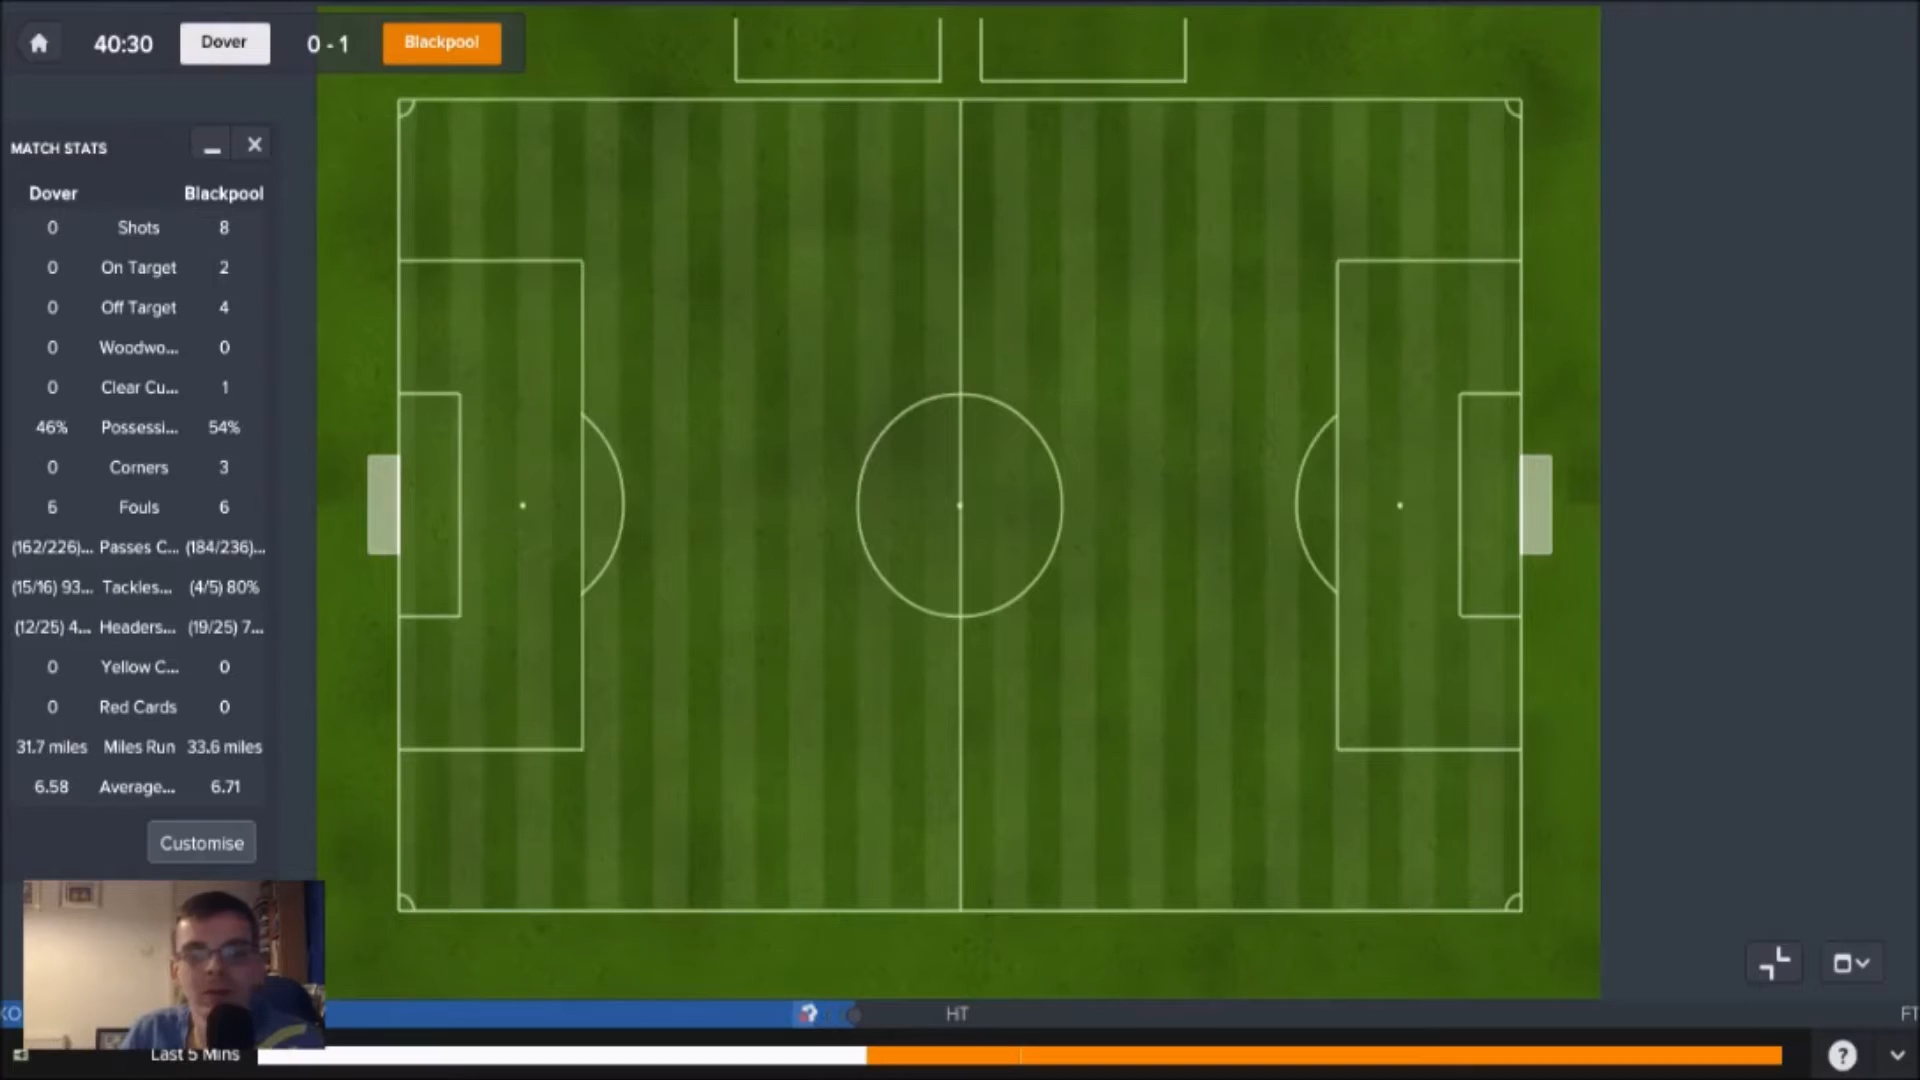 40:30 Dover 0 - 1 Blackpool
MATCH STATS
Dover Blackpool
0 Shots 8
0 On Target 2
0 Off Target 4
0 Woodwo... 0
0 Clear Cu... 1
46% Possessi... 54%
0 Corners 3
6 Fouls 6
(162/226)... Passes C... (184/236)...
(15/16) 93... Tackles... (4/5) 80%
(12/25) 4... Headers... (19/25) 7...
0 Yellow C... 0
0 Red Cards 0
31.7 miles Miles Run 33.6 miles
6.58 Average... 6.71
Customise
KO HT FT
Last 5 Mins
?